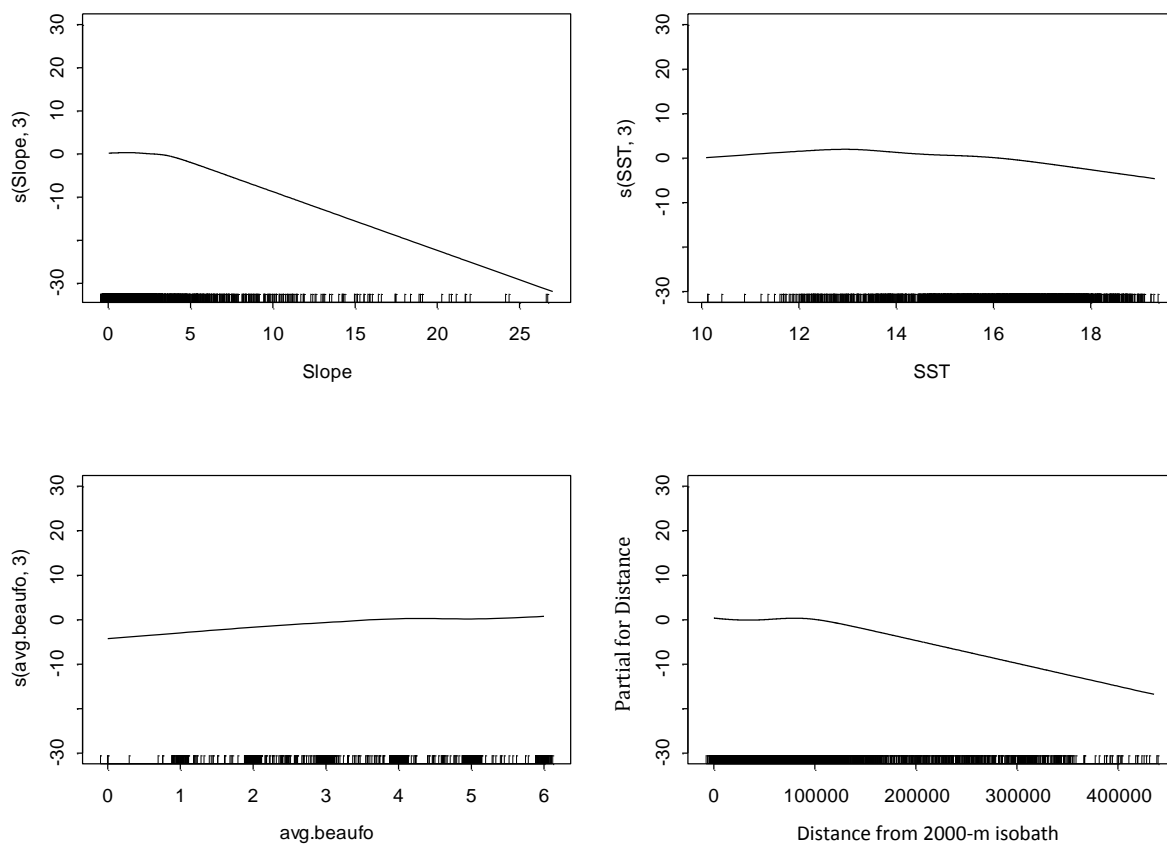 s(Slope, 3)
30
20
10
0
-10
-30
0 5 10 15 20 25
Slope
s(SST, 3)
30
20
10
0
-10
-30
10 12 14 16 18
SST
s(avg.beaufo, 3)
30
20
10
0
-10
-30
0 1 2 3 4 5 6
avg.beaufo
Partial for Distance
30
20
10
0
-10
-30
0 100000 200000 300000 400000
Distance from 2000-m isobath